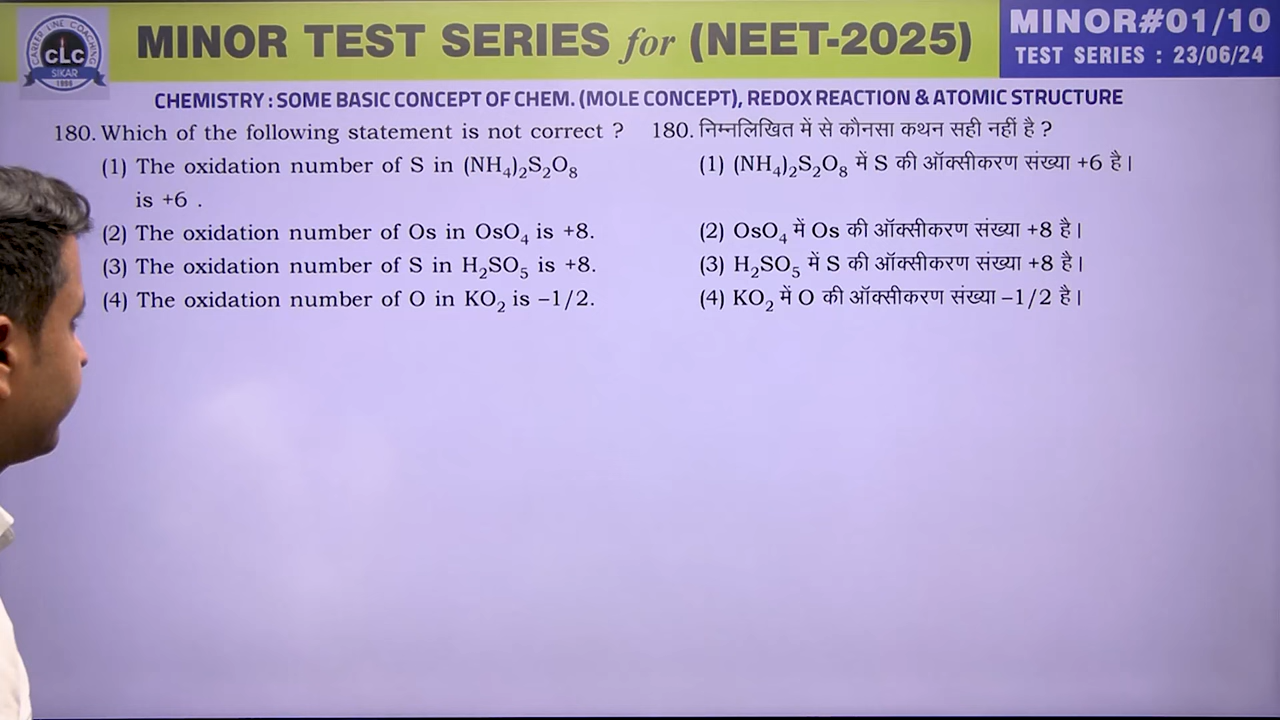 CAREER LINE COACHING
CLC
SIKAR
1996
MINOR TEST SERIES for (NEET-2025)
MINOR#01/10
TEST SERIES : 23/06/24
CHEMISTRY : SOME BASIC CONCEPT OF CHEM. (MOLE CONCEPT), REDOX REACTION & ATOMIC STRUCTURE
180. Which of the following statement is not correct ?
(1) The oxidation number of S in (NH₄)₂S₂O₈
is +6 .
(2) The oxidation number of Os in OsO₄ is +8.
(3) The oxidation number of S in H₂SO₅ is +8.
(4) The oxidation number of O in KO₂ is –1/2.
180. निम्नलिखित में से कौनसा कथन सही नहीं है ?
(1) (NH₄)₂S₂O₈ में S की ऑक्सीकरण संख्या +6 है।
(2) OsO₄ में Os की ऑक्सीकरण संख्या +8 है।
(3) H₂SO₅ में S की ऑक्सीकरण संख्या +8 है।
(4) KO₂ में O की ऑक्सीकरण संख्या –1/2 है।